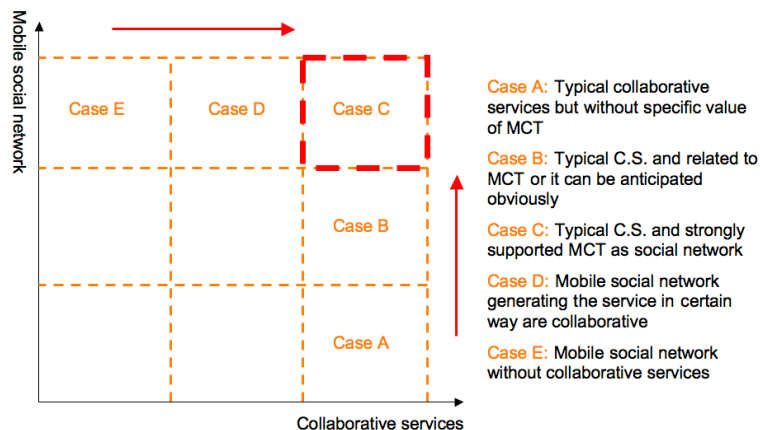 Mobile social network
Case E
Case D
Case C
Case B
Case A
Collaborative services
Case A: Typical collaborative
services but without specific value
of MCT
Case B: Typical C.S. and related to
MCT or it can be anticipated
obviously
Case C: Typical C.S. and strongly
supported MCT as social network
Case D: Mobile social network
generating the service in certain
way are collaborative
Case E: Mobile social network
without collaborative services